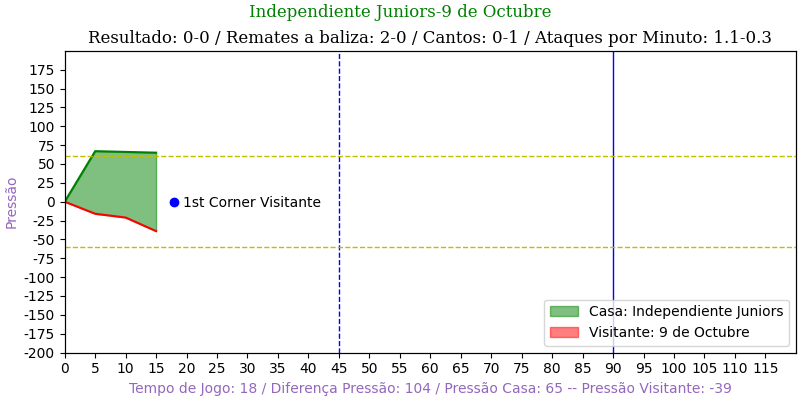 Independiente Juniors-9 de Octubre
Resultado: 0-0 / Remates a baliza: 2-0 / Cantos: 0-1 / Ataques por Minuto: 1.1-0.3
Pressão
175
150
125
100
75
50
25
0
-25
-50
-75
-100
-125
-150
-175
-200
1st Corner Visitante
Casa: Independiente Juniors
Visitante: 9 de Octubre
0 5 10 15 20 25 30 35 40 45 50 55 60 65 70 75 80 85 90 95 100 105 110 115
Tempo de Jogo: 18 / Diferença Pressão: 104 / Pressão Casa: 65 -- Pressão Visitante: -39